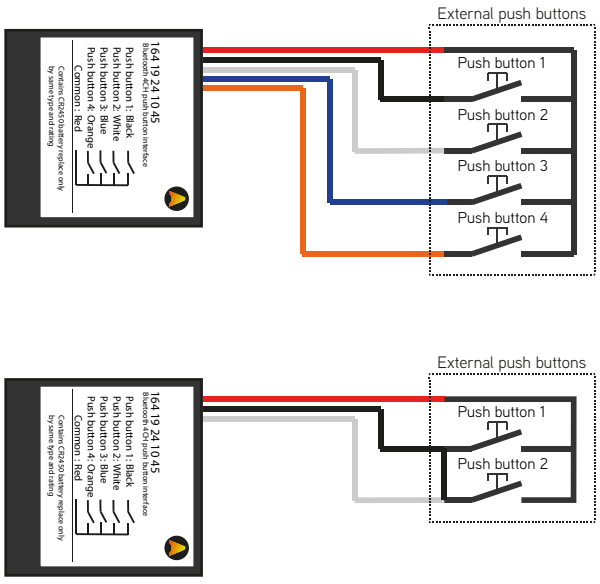 External push buttons
Push button 1
Push button 2
Push button 3
Push button 4
164 19 24 10 45
Bluetooth 4CH push button interface
Push button 1: Black
Push button 2: White
Push button 3: Blue
Push button 4: Orange
Common : Red
Contains CR2450 battery replace only
by same type and rating
External push buttons
Push button 1
Push button 2
164 19 24 10 45
Bluetooth 4CH push button interface
Push button 1: Black
Push button 2: White
Push button 3: Blue
Push button 4: Orange
Common : Red
Contains CR2450 battery replace only
by same type and rating